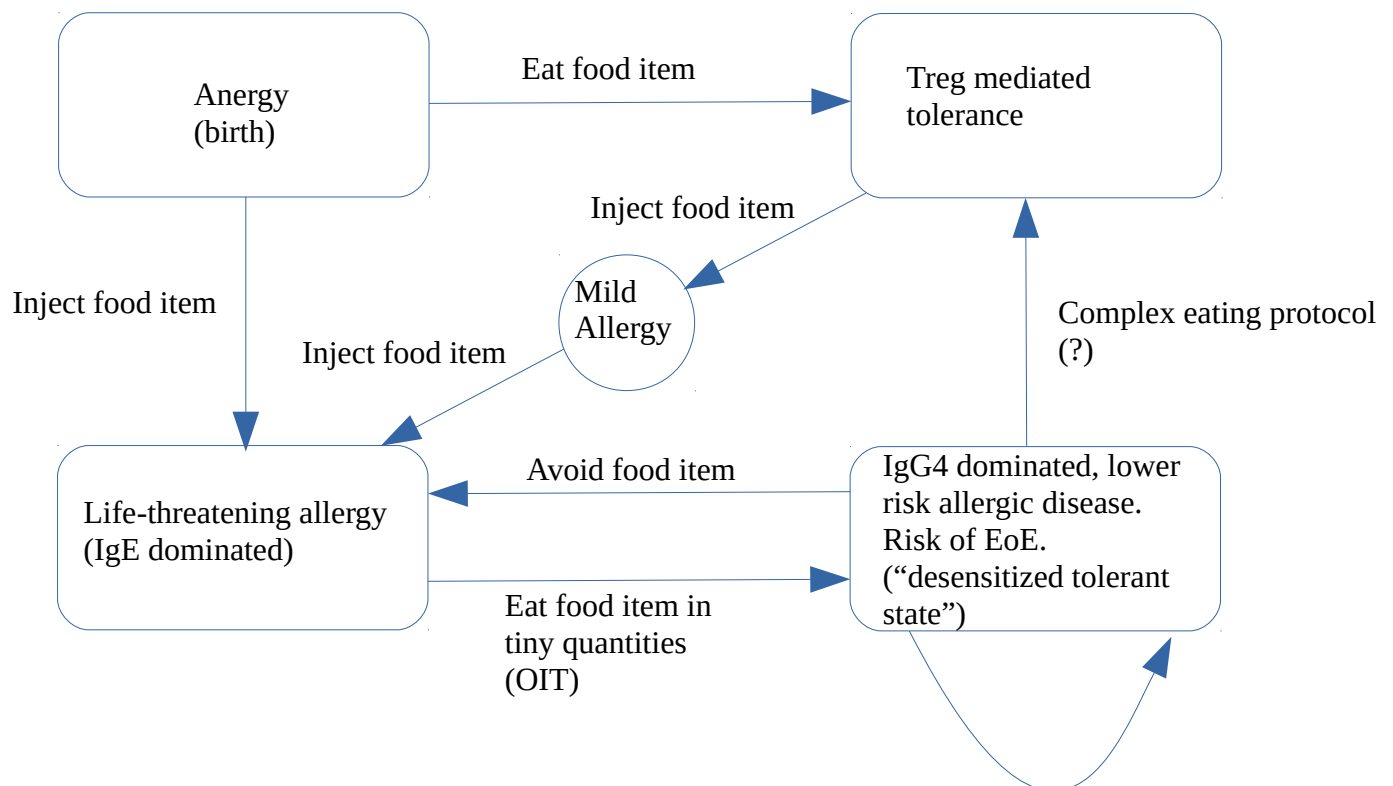 Eat food item
Anergy
(birth)
Treg mediated
tolerance
Inject food item
Inject food item
Mild
Allergy
Inject food item
Complex eating protocol
(?)
Avoid food item
Life-threatening allergy
(IgE dominated)
IgG4 dominated, lower
risk allergic disease.
Risk of EoE.
(“desensitized tolerant
state”)
Eat food item in
tiny quantities
(OIT)